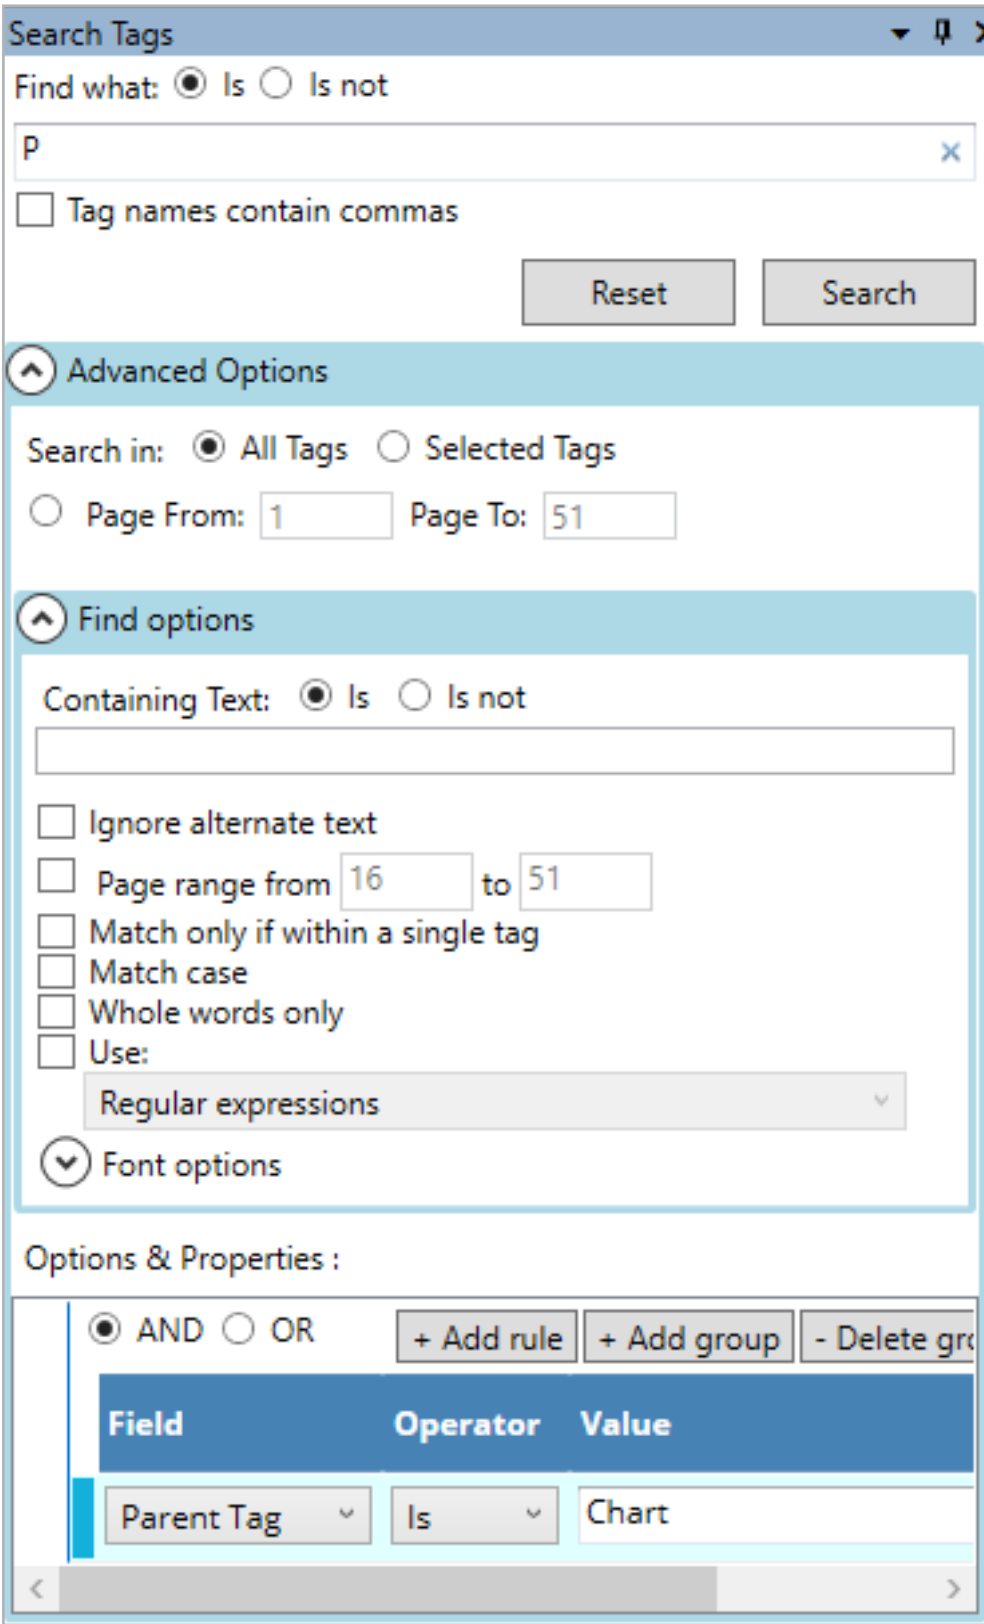 Search Tags
Find what: Is Is not
P
Tag names contain commas
Reset Search
Advanced Options
Search in: All Tags Selected Tags
Page From: 1 Page To: 51
Find options
Containing Text: Is Is not
Ignore alternate text
Page range from 16 to 51
Match only if within a single tag
Match case
Whole words only
Use:
Regular expressions
Font options
Options & Properties :
AND OR + Add rule + Add group - Delete gro
Field Operator Value
Parent Tag Is Chart